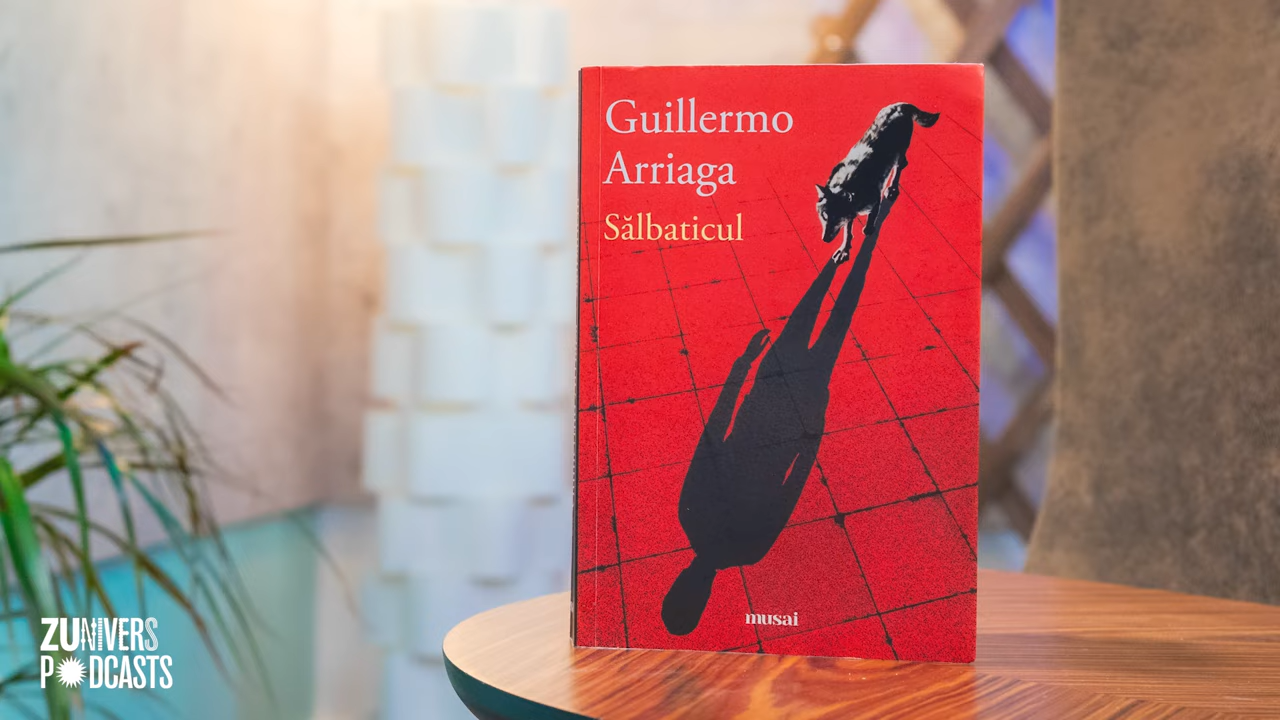 Guillermo
Arriaga
Sălbaticul
musai
ZUNIVERS
PODCASTS